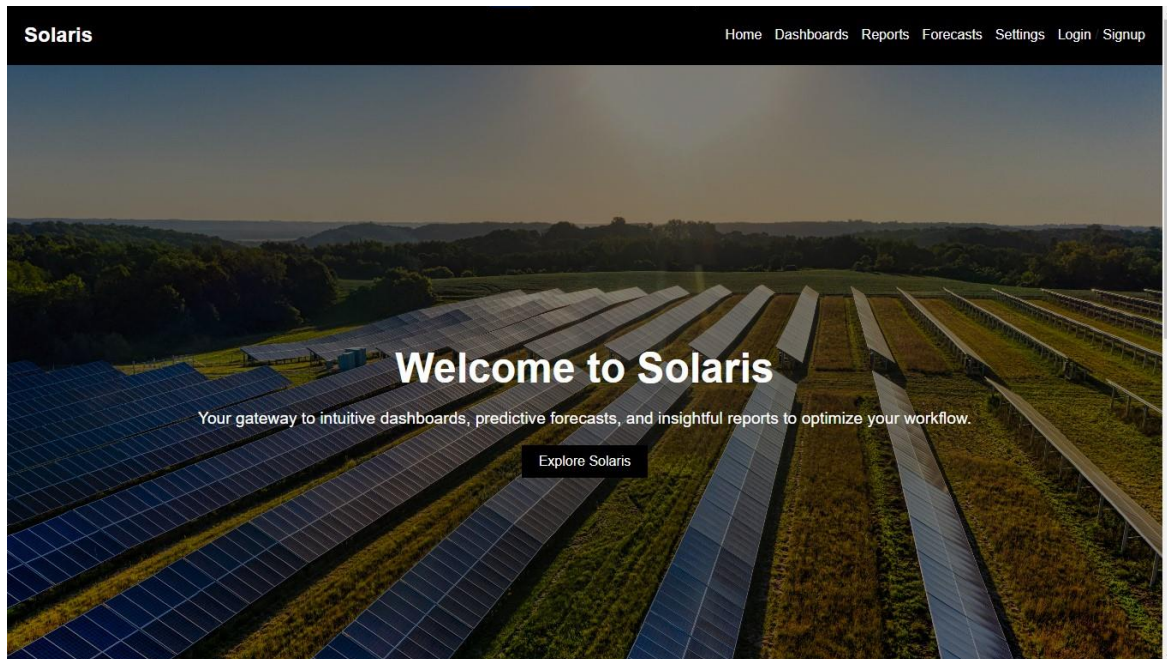 Solaris
Home Dashboards Reports Forecasts Settings Login / Signup
Welcome to Solaris
Your gateway to intuitive dashboards, predictive forecasts, and insightful reports to optimize your workflow.
Explore Solaris